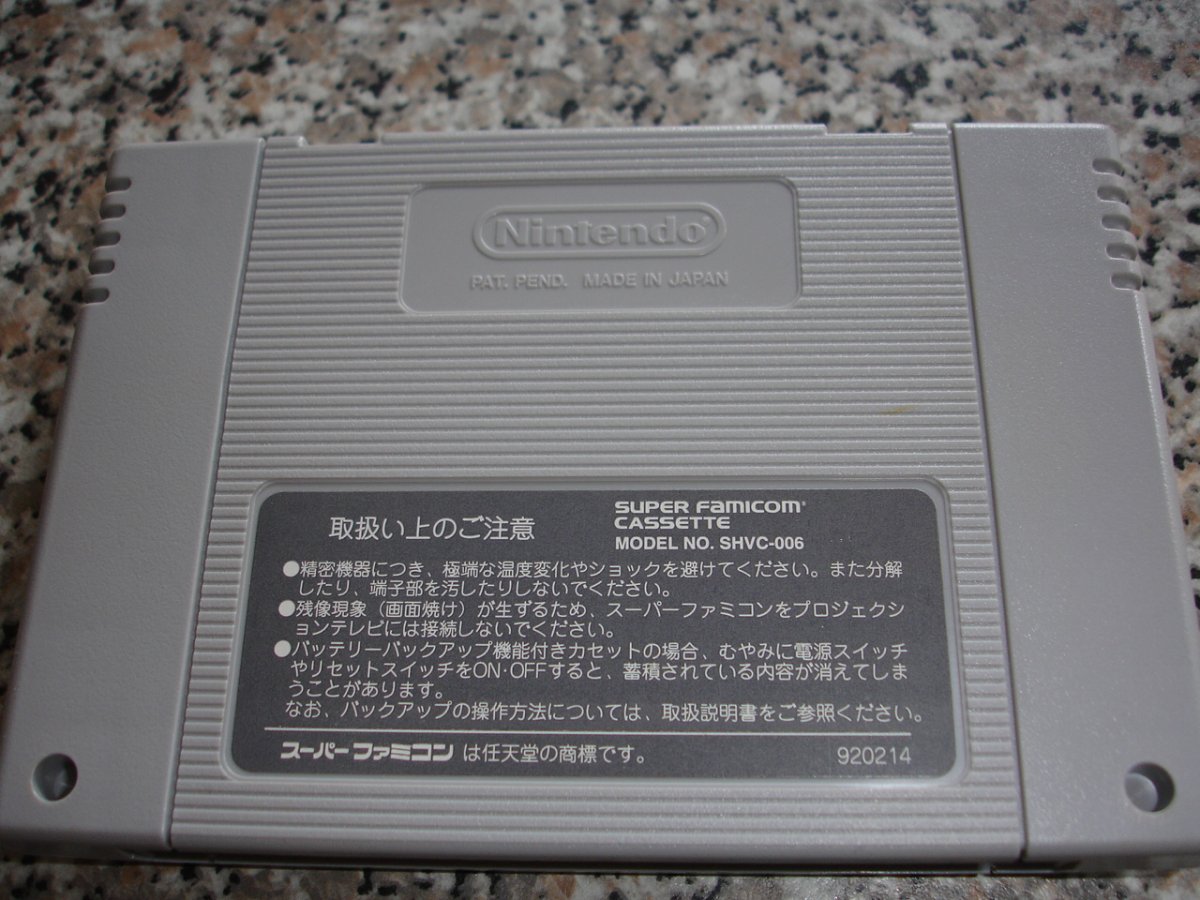 Nintendo®
PAT. PEND. MADE IN JAPAN
取扱い上のご注意
SUPER FAMICOM
CASSETTE
MODEL NO. SHVC-006
●精密機器につき、極端な温度変化やショックを避けてください。また分解
したり、端子部を汚したりしないでください。
●残像現象（画面焼け）が生ずるため、スーパーファミコンをプロジェクシ
ョンテレビには接続しないでください。
●バッテリーバックアップ機能付きカセットの場合、むやみに電源スイッチ
やリセットスイッチをON·OFFすると、蓄積されている内容が消えてしま
うことがあります。
なお、バックアップの操作方法については、取扱説明書をご参照ください。
スーパーファミコン は任天堂の商標です。
920214